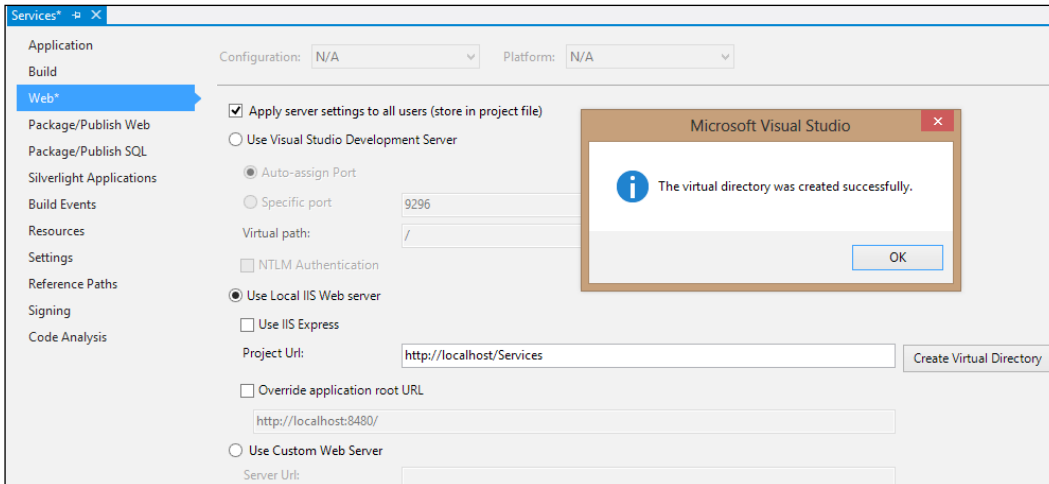 Services*
Application
Build
Web*
Package/Publish Web
Package/Publish SQL
Silverlight Applications
Build Events
Resources
Settings
Reference Paths
Signing
Code Analysis
Configuration: N/A Platform: N/A
Apply server settings to all users (store in project file)
Use Visual Studio Development Server
Auto-assign Port
Specific port 9296
Virtual path: /
NTLM Authentication
Use Local IIS Web server
Use IIS Express
Project Url: http://localhost/Services Create Virtual Directory
Override application root URL
http://localhost:8480/
Use Custom Web Server
Server Url:
Microsoft Visual Studio
The virtual directory was created successfully.
OK